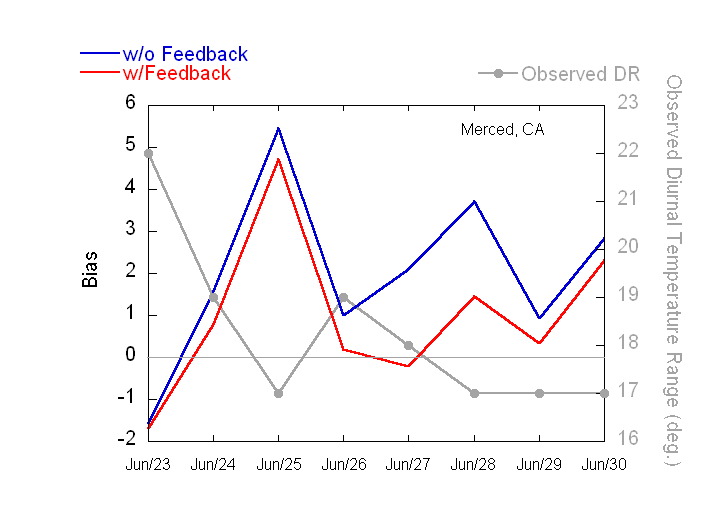 w/o Feedback
w/Feedback
Observed DR
Merced, CA
6
5
4
3
2
1
0
-1
-2
Bias
23
22
21
20
19
18
17
16
Observed Diurnal Temperature Range (deg.)
Jun/23 Jun/24 Jun/25 Jun/26 Jun/27 Jun/28 Jun/29 Jun/30